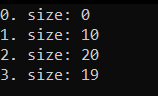 0. size: 0
1. size: 10
2. size: 20
3. size: 19